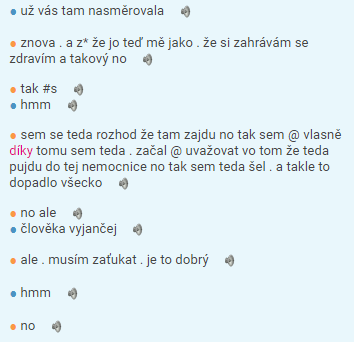 už vás tam nasměrovala
znova . a z* že jo teď mě jako . že si zahrávám se
zdravím a takový no
tak #s
hmm
sem se teda rozhod že tam zajdu no tak sem @ vlasně
díky tomu sem teda . začal @ uvažovat vo tom že teda
pujdu do tej nemocnice no tak sem teda šel . a takle to
dopadlo všecko
no ale
člověka vyjančej
ale . musím zaťukat . je to dobrý
hmm
no